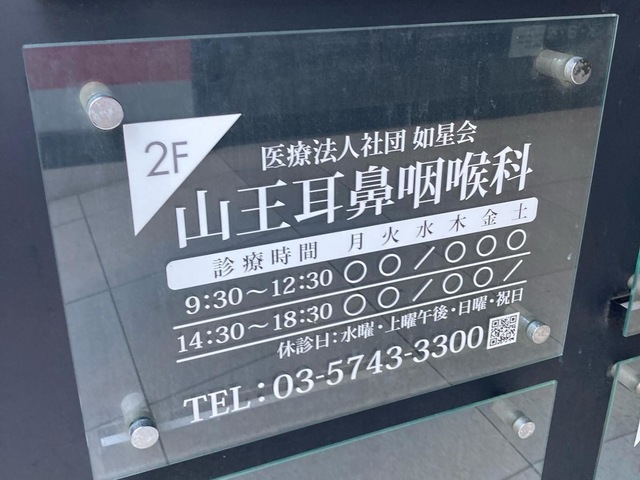 2F
医療法人社団 如星会
山王耳鼻咽喉科
診療時間 月 火 水 木 金 土
9:30～12:30 〇 〇 ／ 〇 〇 〇
14:30～18:30 〇 〇 ／ 〇 〇 ／
休診日：水曜・土曜午後・日曜・祝日
TEL：03-5743-3300